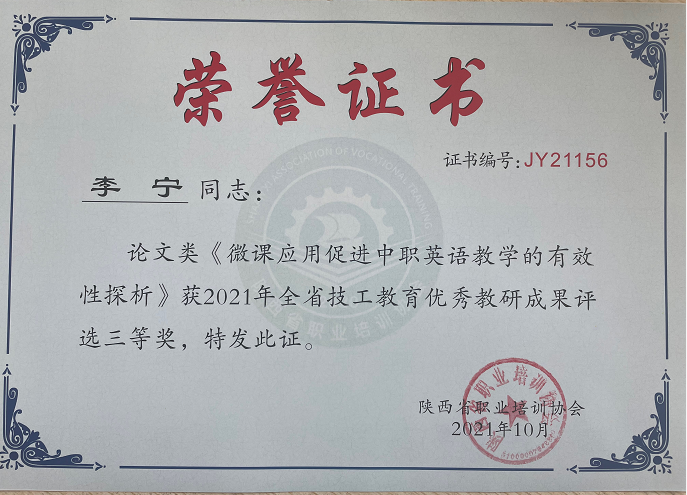 荣誉证书
证书编号:JY21156
李 宁 同志:
论文类《微课应用促进中职英语教学的有效
性探析》获2021年全省技工教育优秀教研成果评
选三等奖，特发此证。
陕西省职业培训协会
2021年10月